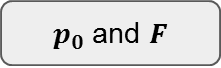 p₀ and F